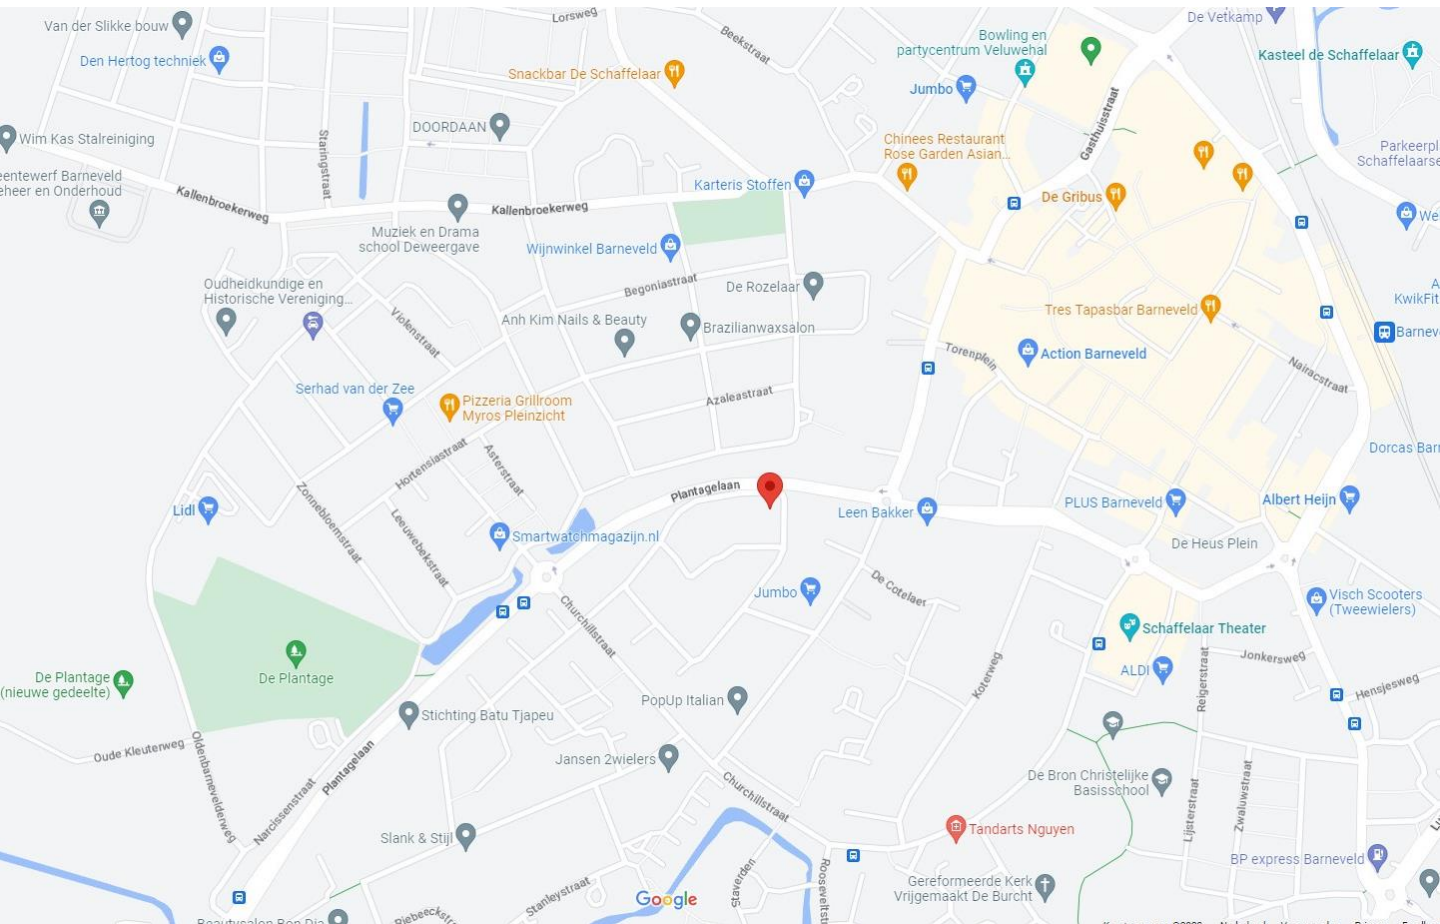 Van der Slikke bouw
Den Hertog techniek
Lorsweg
Beekstraat
De Vetkamp
Bowling en
partycentrum Veluwehal
Kasteel de Schaffelaar
Snackbar De Schaffelaar
Jumbo
Gasthuisstraat
Wim Kas Stalreiniging
Staringstraat
DOORDAAN
Chinees Restaurant
Rose Garden Asian...
Parkeerpl
Schaffelaarse
eentewerf Barneveld
eheer en Onderhoud
Kallenbroekerweg
Kallenbroekerweg
Karteris Stoffen
De Gribus
We
Muziek en Drama
school Deweergave
Wijnwinkel Barneveld
Oudheidkundige en
Historische Vereniging...
Begoniastraat
De Rozelaar
A
KwikFit
Violenstraat
Anh Kim Nails & Beauty
Brazilianwaxsalon
Tres Tapasbar Barneveld
Barnev
Torenplein
Action Barneveld
Nairacstraat
Serhad van der Zee
Pizzeria Grillroom
Myros Pleinzicht
Azaleastraat
Hortensiastraat
Asterstraat
Dorcas Barn
Lidl
Zonnebloemstraat
Leeuwebekstraat
Plantagelaan
Leen Bakker
PLUS Barneveld
Albert Heijn
Smartwatchmagazijn.nl
De Heus Plein
De Cotelaer
Jumbo
Churchillstraat
Visch Scooters
(Tweewielers)
Schaffelaar Theater
De Plantage
(nieuwe gedeelte)
De Plantage
Koterweg
ALDI
Reigerstraat
Jonkersweg
Hensjesweg
PopUp Italian
Stichting Batu Tjapeu
Oude Kleuterweg
Oldenbarnevelderweg
Plantagelaan
Narcissenstraat
Jansen 2wielers
Churchillstraat
De Bron Christelijke
Basisschool
Lijsterstraat
Zwaluwstraat
Slank & Stijl
Tandarts Nguyen
BP express Barneveld
Staverden
Rooseveltst
Gereformeerde Kerk
Vrijgemaakt De Burcht
Stanleystraat
Google